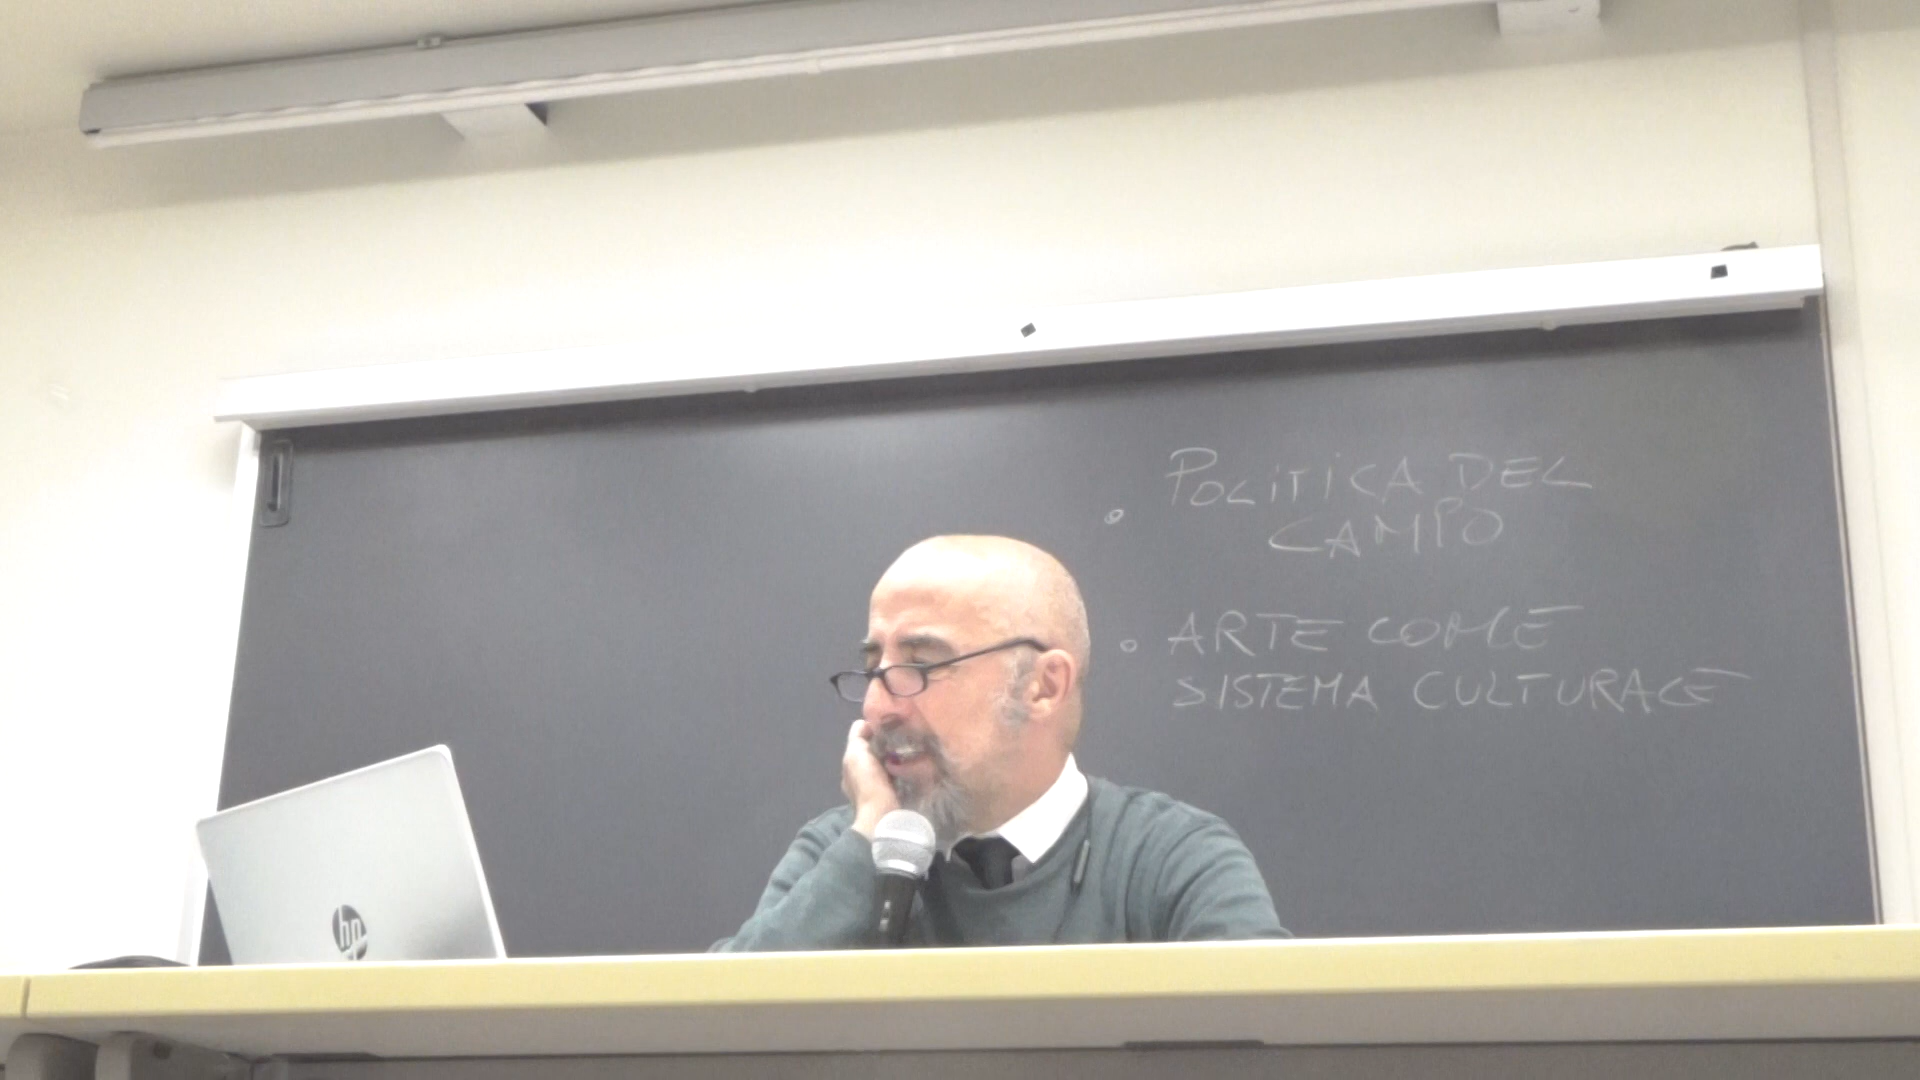 POLITICA DEL
CAMPO
ARTE COME
SISTEMA CULTURALE
hp